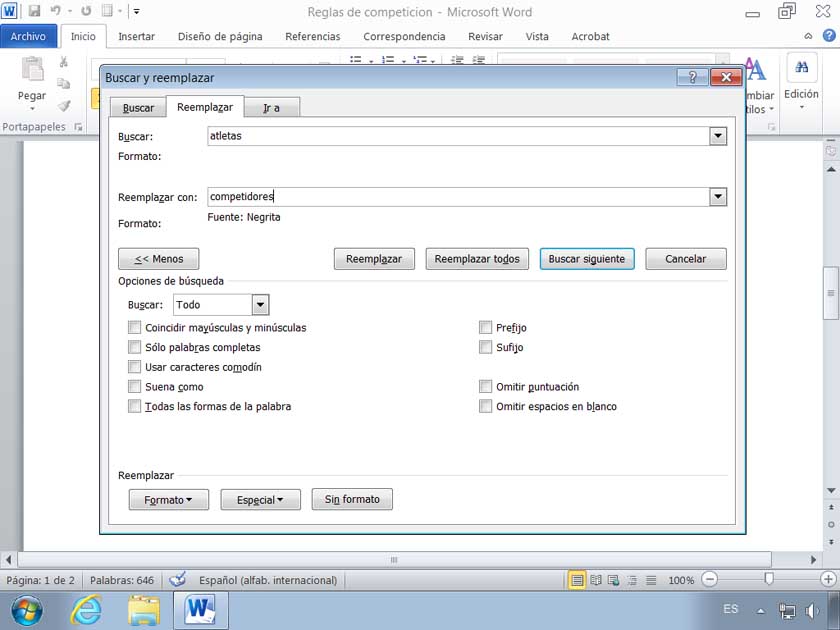 Reglas de competicion - Microsoft Word
Archivo Inicio Insertar Diseño de página Referencias Correspondencia Revisar Vista Acrobat
Pegar
Portapapeles
Edición
Buscar y reemplazar
Buscar Reemplazar Ir a
Buscar: atletas
Formato:
Reemplazar con: competidores
Formato: Fuente: Negrita
<< Menos Reemplazar Reemplazar todos Buscar siguiente Cancelar
Opciones de búsqueda
Buscar: Todo
Coincidir mayúsculas y minúsculas Prefijo
Sólo palabras completas Sufijo
Usar caracteres comodín
Suena como Omitir puntuación
Todas las formas de la palabra Omitir espacios en blanco
Reemplazar
Formato Especial Sin formato
Página: 1 de 2 Palabras: 646 Español (alfab. internacional) 100%
ES